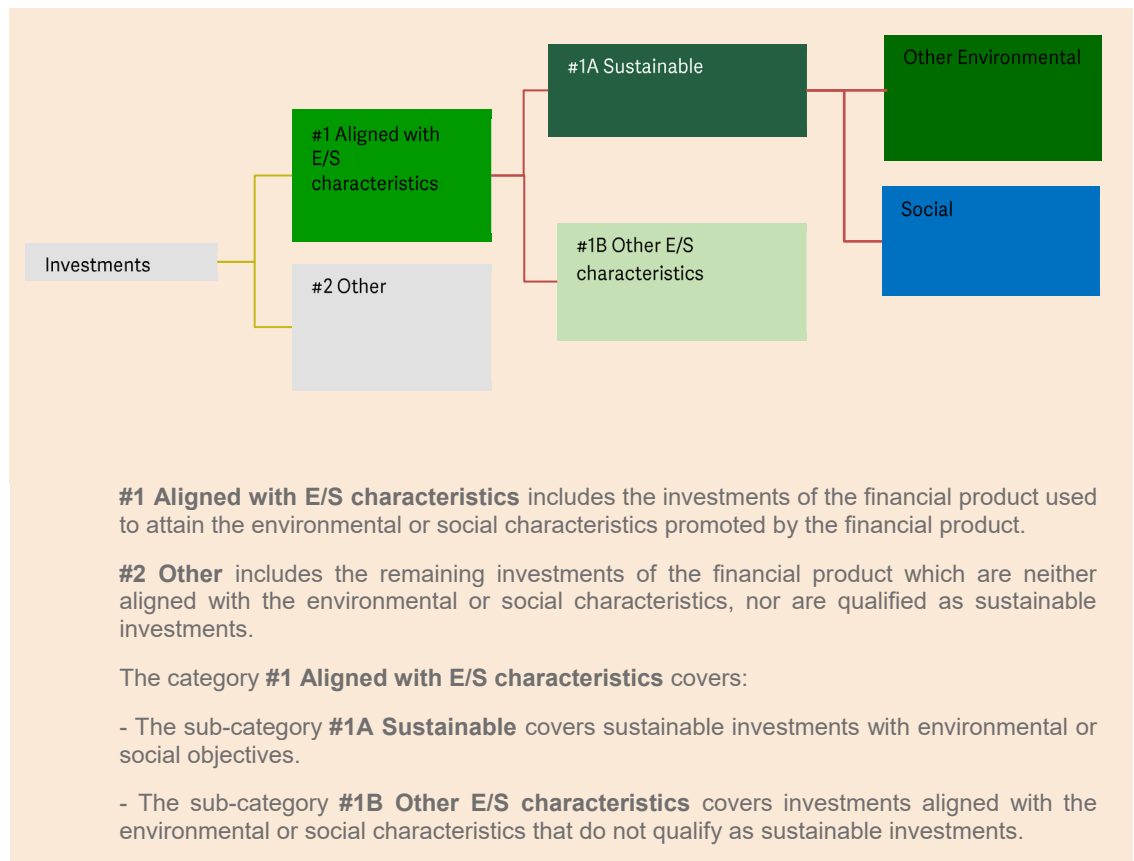 #1A Sustainable
Other Environmental
#1 Aligned with
E/S
characteristics
Social
#1B Other E/S
characteristics
Investments
#2 Other
#1 Aligned with E/S characteristics includes the investments of the financial product used
to attain the environmental or social characteristics promoted by the financial product.
#2 Other includes the remaining investments of the financial product which are neither
aligned with the environmental or social characteristics, nor are qualified as sustainable
investments.
The category #1 Aligned with E/S characteristics covers:
- The sub-category #1A Sustainable covers sustainable investments with environmental or
social objectives.
- The sub-category #1B Other E/S characteristics covers investments aligned with the
environmental or social characteristics that do not qualify as sustainable investments.